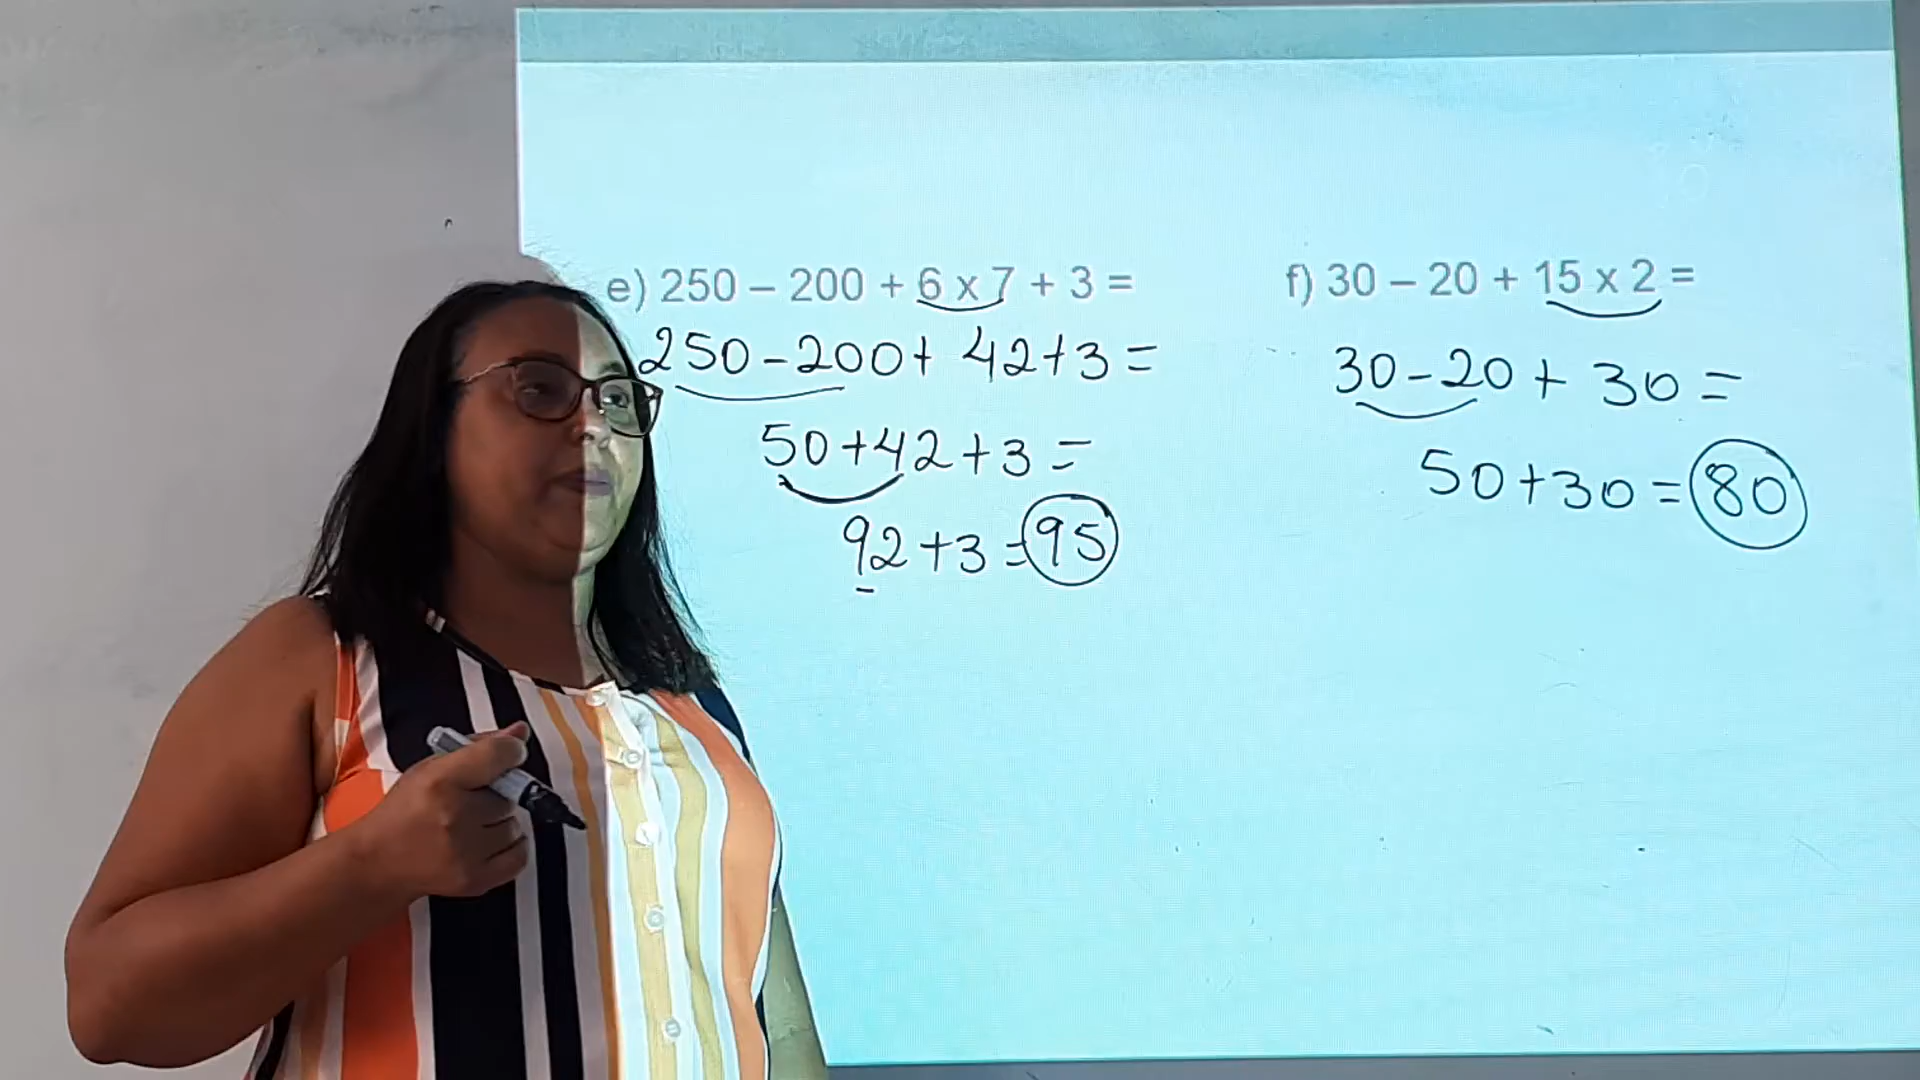 e) 250 – 200 + 6 x 7 + 3 =
250 - 200 + 42 + 3 =
50 + 42 + 3 =
92 + 3 = 95
f) 30 – 20 + 15 x 2 =
30 - 20 + 30 =
50 + 30 = 80